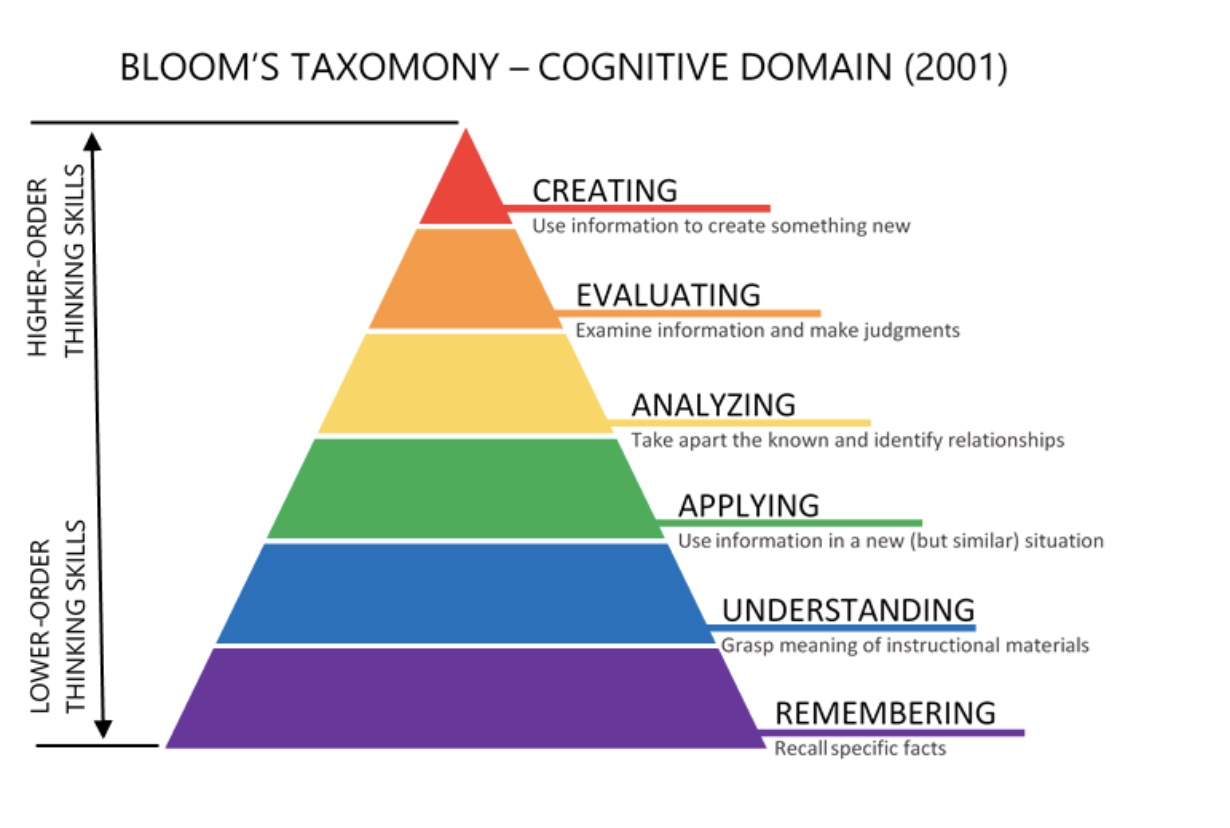 BLOOM’S TAXOMONY – COGNITIVE DOMAIN (2001)
HIGHER-ORDER
THINKING SKILLS
CREATING
Use information to create something new
EVALUATING
Examine information and make judgments
ANALYZING
Take apart the known and identify relationships
APPLYING
Use information in a new (but similar) situation
LOWER-ORDER
THINKING SKILLS
UNDERSTANDING
Grasp meaning of instructional materials
REMEMBERING
Recall specific facts